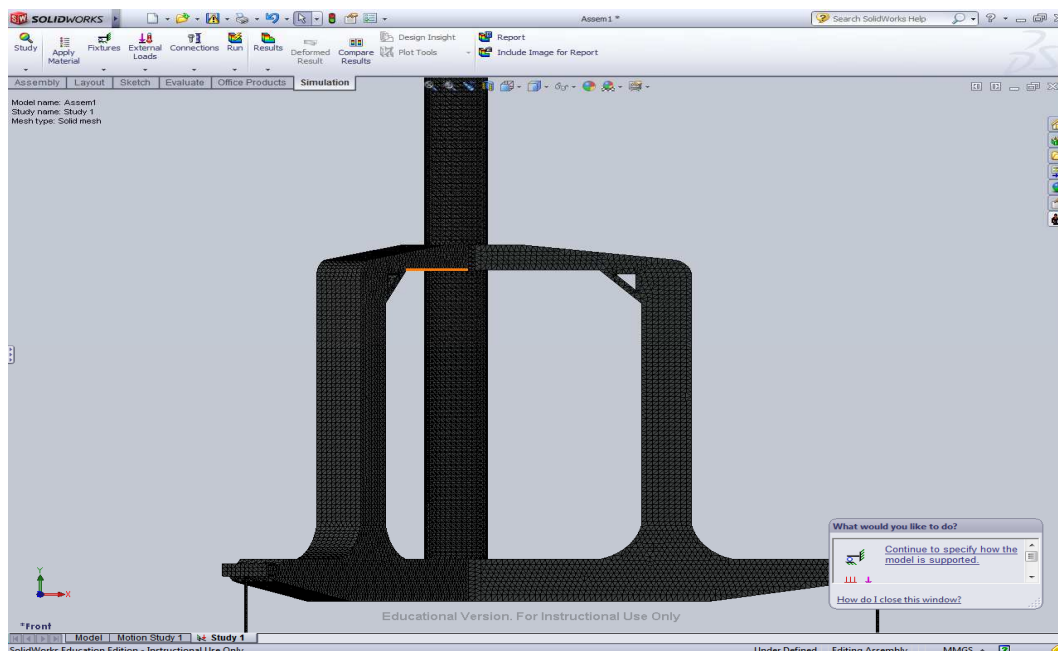 SW SOLIDWORKS
Assem1 *
Search SolidWorks Help
Study
Apply Material
Fixtures
External Loads
Connections
Run
Results
Deformed Result
Compare Results
Design Insight
Plot Tools
Report
Include Image for Report
Assembly
Layout
Sketch
Evaluate
Office Products
Simulation
Model name: Assem1
Study name: Study 1
Mesh type: Solid mesh
What would you like to do?
Continue to specify how the
model is supported.
How do I close this window?
Y
X
*Front
Educational Version. For Instructional Use Only
Model
Motion Study 1
Study 1
SolidWorks Education Edition - Instructional Use Only
Under Defined
Editing Assembly
MMGS